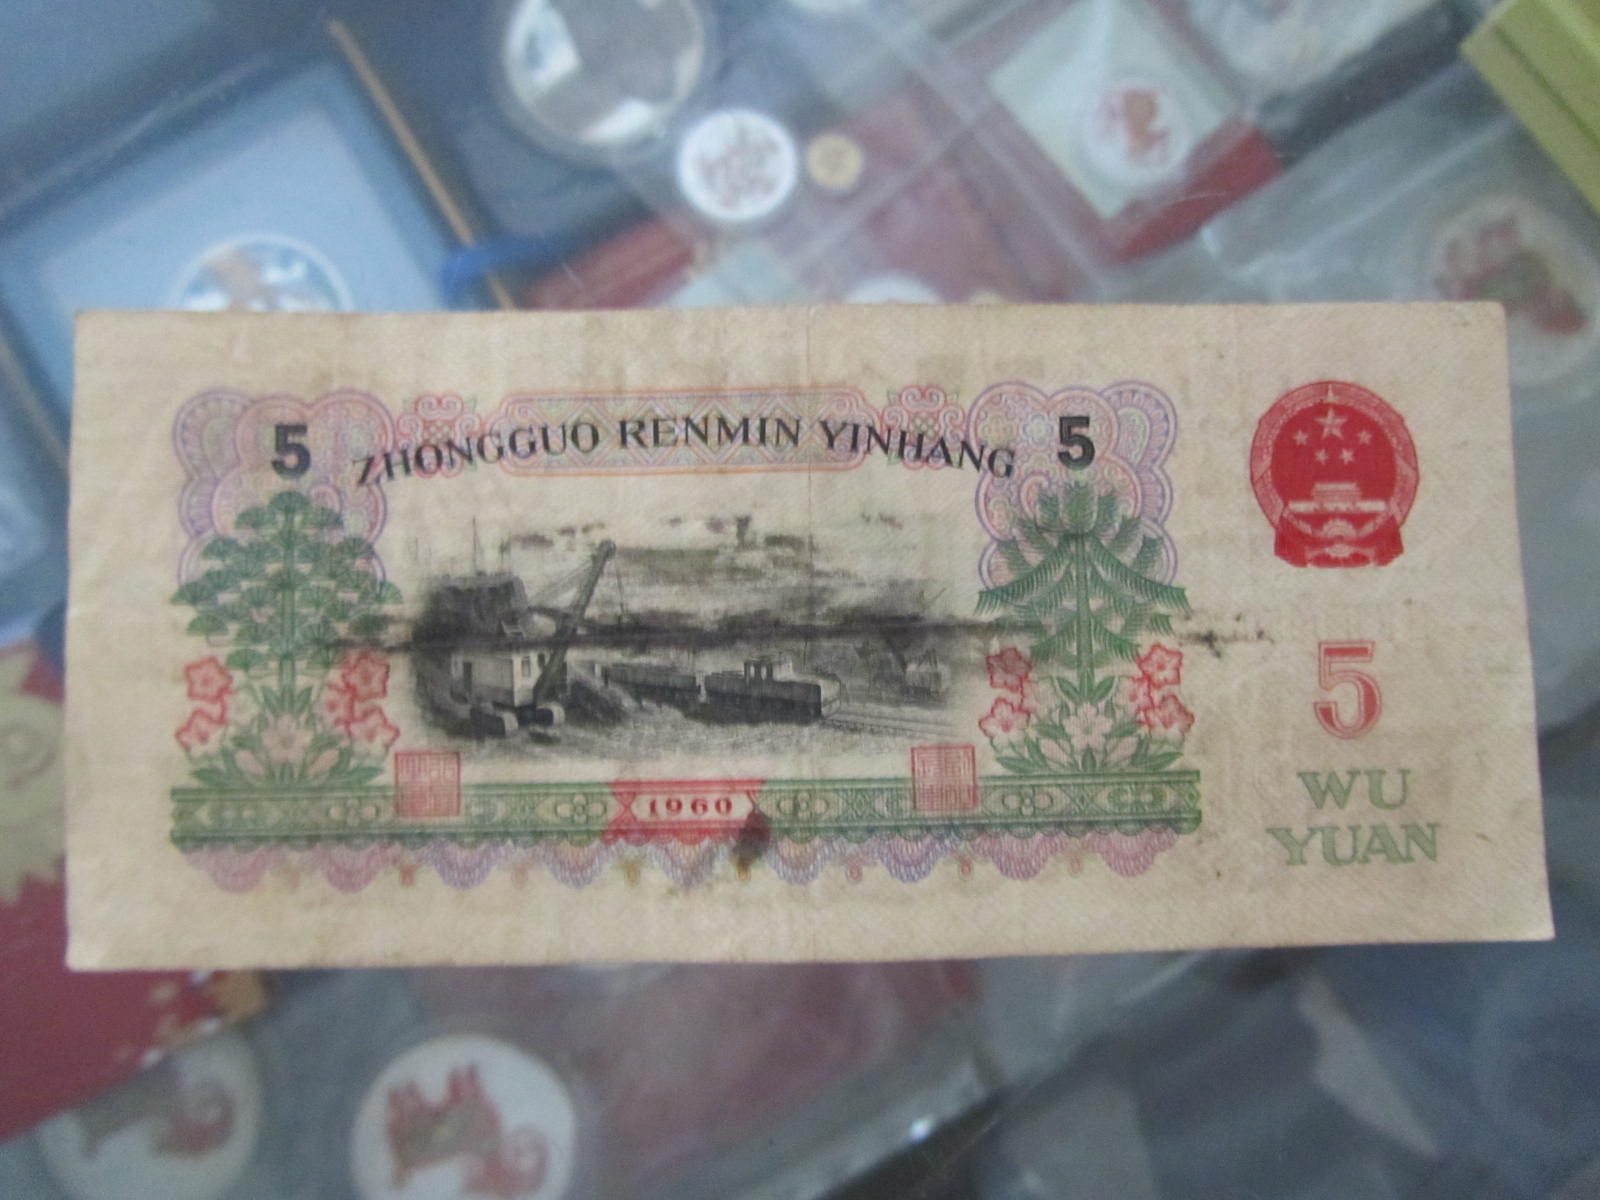 5 ZHONGGUO RENMIN YINHANG 5
1960
5
WU
YUAN